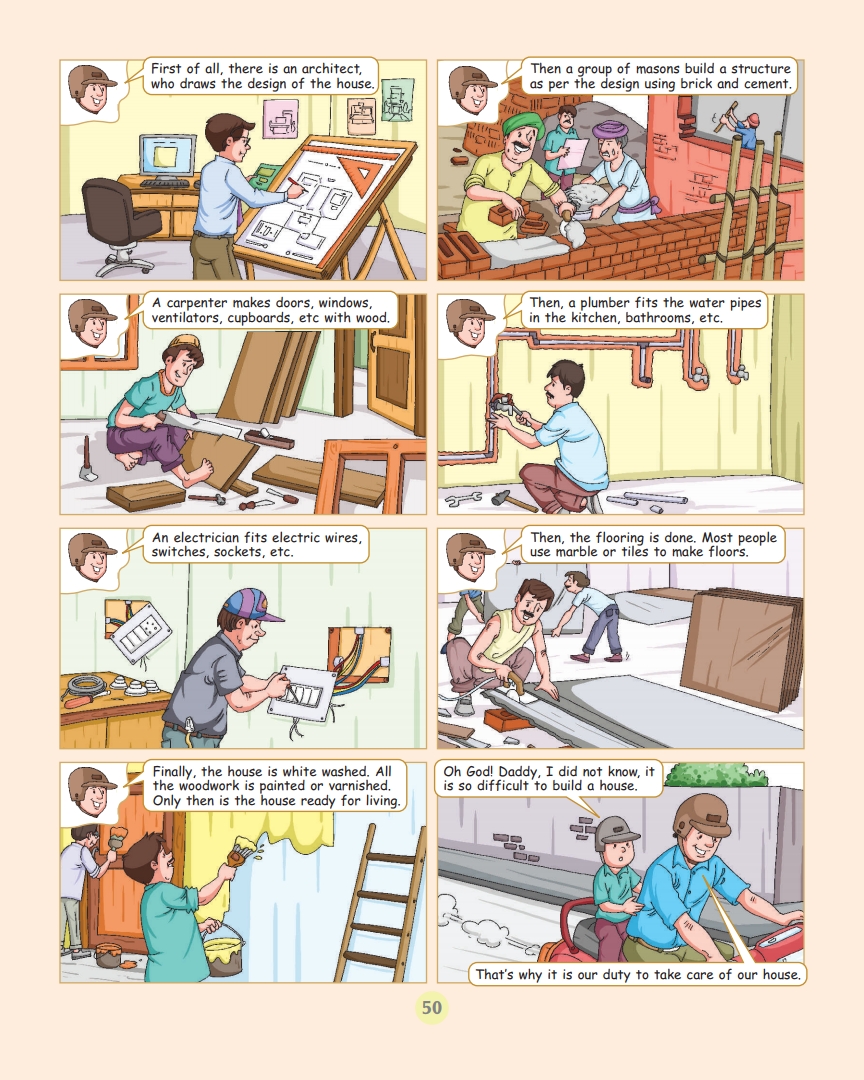 First of all, there is an architect,
who draws the design of the house.
Then a group of masons build a structure
as per the design using brick and cement.
A carpenter makes doors, windows,
ventilators, cupboards, etc with wood.
Then, a plumber fits the water pipes
in the kitchen, bathrooms, etc.
An electrician fits electric wires,
switches, sockets, etc.
Then, the flooring is done. Most people
use marble or tiles to make floors.
Finally, the house is white washed. All
the woodwork is painted or varnished.
Only then is the house ready for living.
Oh God! Daddy, I did not know, it
is so difficult to build a house.
That's why it is our duty to take care of our house.
50